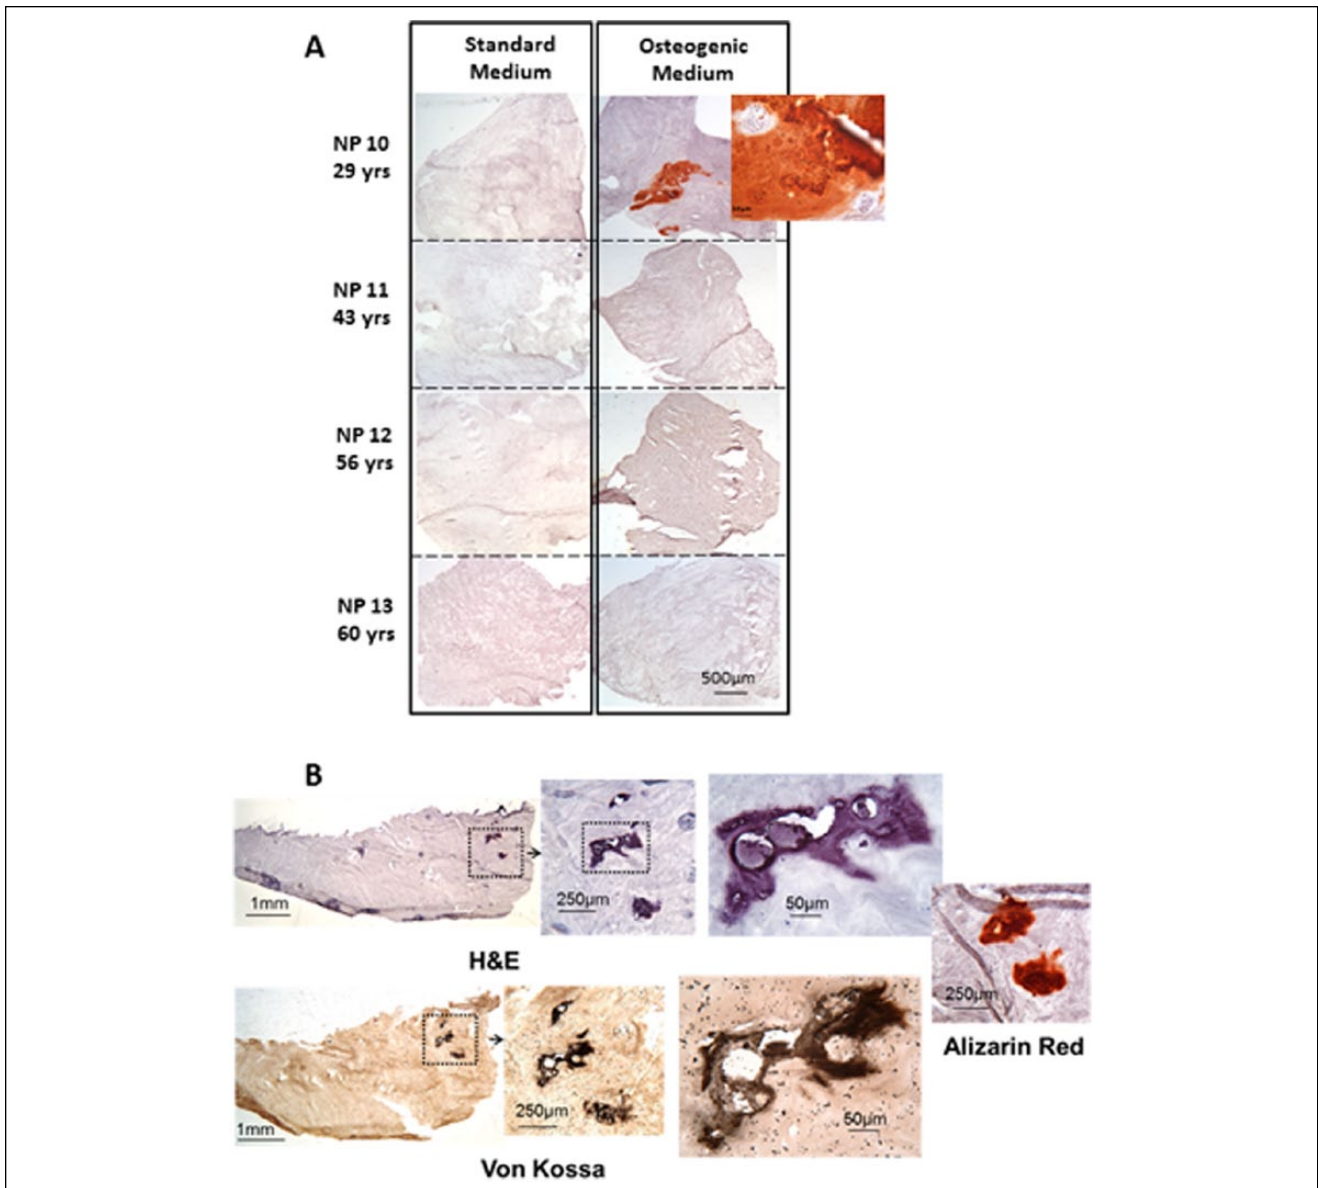 A
Standard
Medium
Osteogenic
Medium
NP 10
29 yrs
NP 11
43 yrs
NP 12
56 yrs
NP 13
60 yrs
500µm
B
1mm
250µm
50µm
H&E
250µm
Alizarin Red
1mm
250µm
50µm
Von Kossa